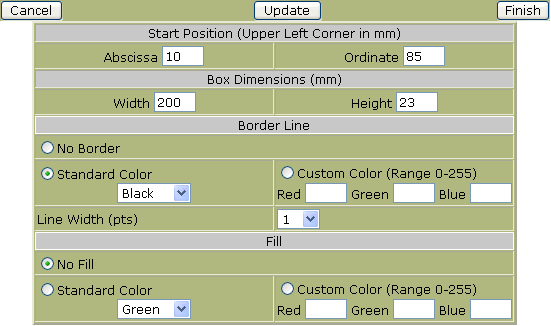 Cancel Update Finish
Start Position (Upper Left Corner in mm)
Abscissa 10 Ordinate 85
Box Dimensions (mm)
Width 200 Height 23
Border Line
No Border
Standard Color Custom Color (Range 0-255)
Black Red Green Blue
Line Width (pts) 1
Fill
No Fill
Standard Color Custom Color (Range 0-255)
Green Red Green Blue